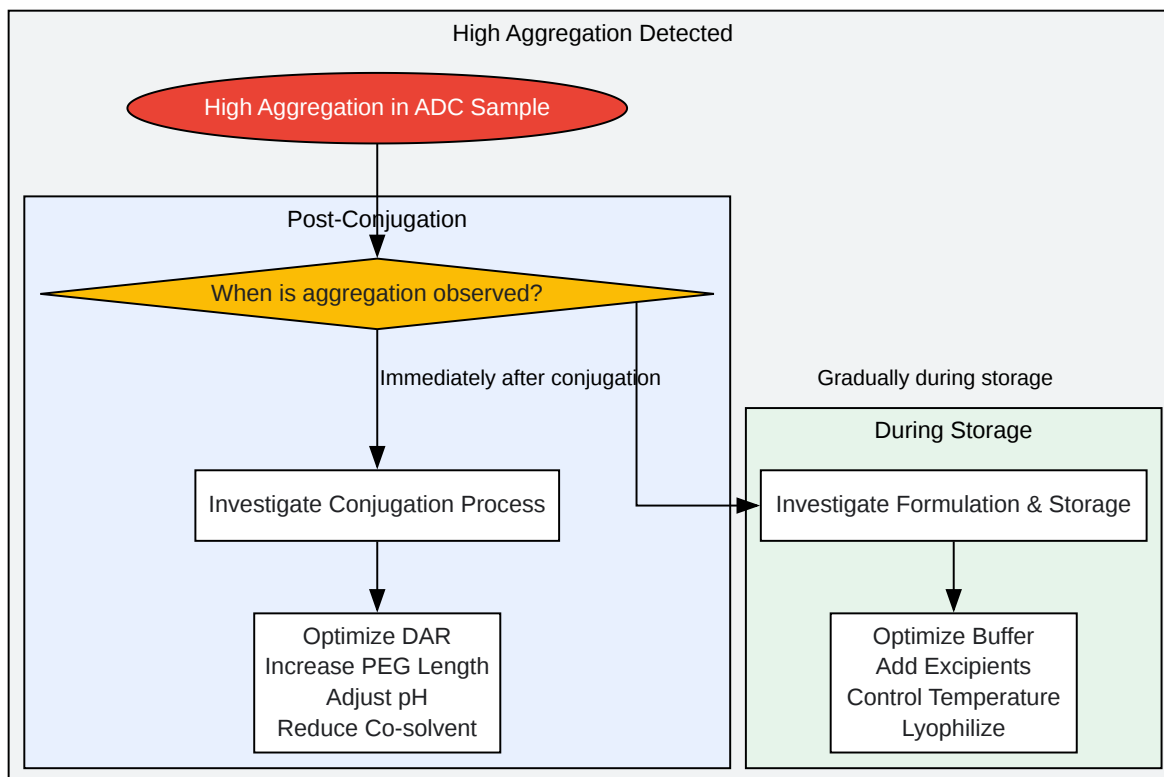 High Aggregation Detected
High Aggregation in ADC Sample
Post-Conjugation
When is aggregation observed?
Immediately after conjugation
Gradually during storage
During Storage
Investigate Conjugation Process
Investigate Formulation & Storage
Optimize DAR
Increase PEG Length
Adjust pH
Reduce Co-solvent
Optimize Buffer
Add Excipients
Control Temperature
Lyophilize